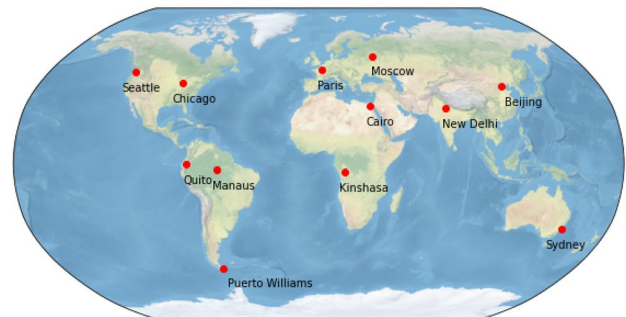 Moscow
Seattle
Paris
Chicago
Beijing
Cairo
New Delhi
Quito
Manaus
Kinshasa
Sydney
Puerto Williams